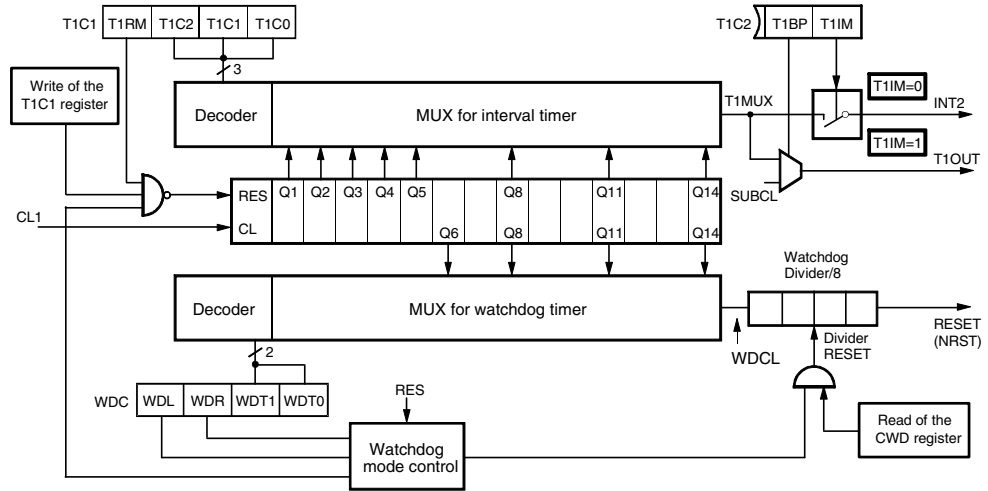 T1C1 T1RM T1C2 T1C1 T1C0
T1C2 T1BP T1IM
3
Write of the
T1C1 register
Decoder
MUX for interval timer
T1MUX
T1IM=0
INT2
T1IM=1
T1OUT
SUBCL
RES Q1 Q2 Q3 Q4 Q5 Q8 Q11 Q14
CL1
CL Q6 Q8 Q11 Q14
Decoder
MUX for watchdog timer
Watchdog
Divider/8
RESET
(NRST)
WDCL
Divider
RESET
2
WDC WDL WDR WDT1 WDT0
RES
Watchdog
mode control
Read of the
CWD register